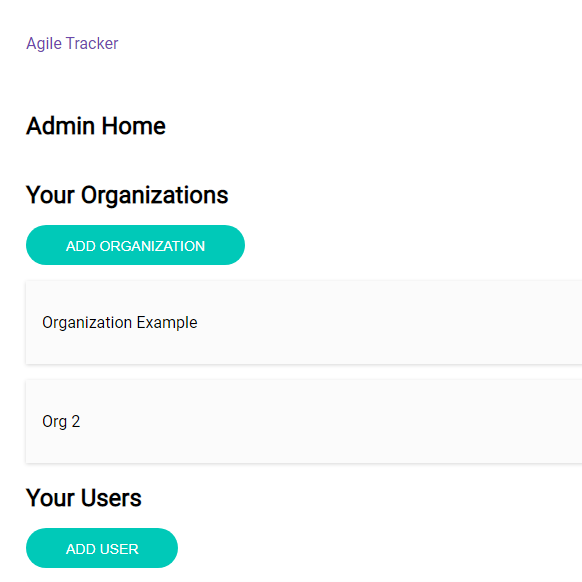 Agile Tracker
Admin Home
Your Organizations
ADD ORGANIZATION
Organization Example
Org 2
Your Users
ADD USER